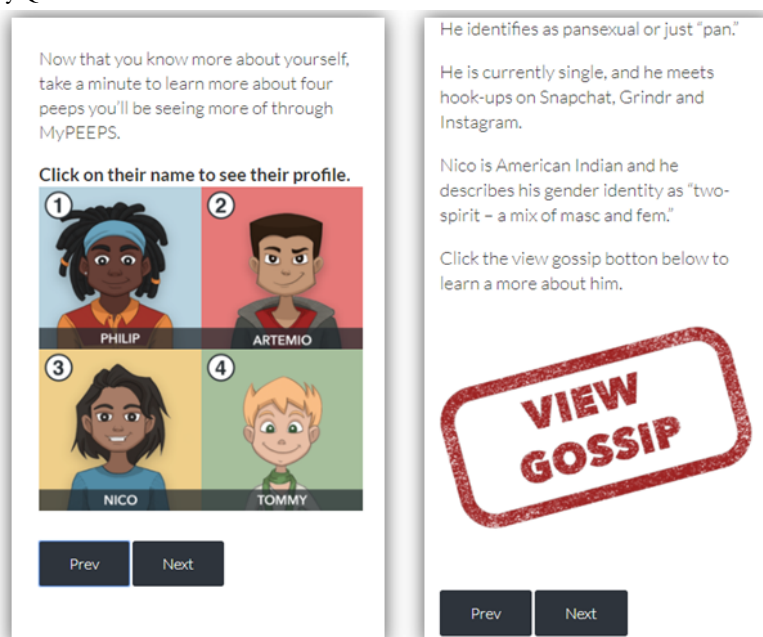 Now that you know more about yourself,
take a minute to learn more about four
peeps you'll be seeing more of through
MyPEEPS.
Click on their name to see their profile.
1
2
PHILIP
ARTEMIO
3
4
NICO
TOMMY
Prev
Next
He identifies as pansexual or just “pan.”
He is currently single, and he meets
hook-ups on Snapchat, Grindr and
Instagram.
Nico is American Indian and he
describes his gender identity as “two-
spirit – a mix of masc and fem.”
Click the view gossip botton below to
learn a more about him.
VIEW
GOSSIP
Prev
Next